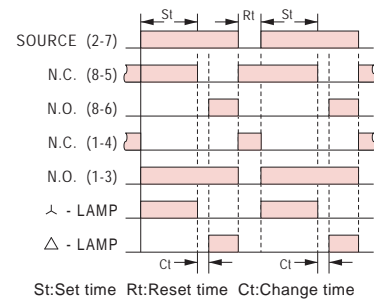 St Rt St
SOURCE (2-7)
N.C. (8-5)
N.O. (8-6)
N.C. (1-4)
N.O. (1-3)
⅄ - LAMP
△ - LAMP
Ct Ct
St:Set time Rt:Reset time Ct:Change time